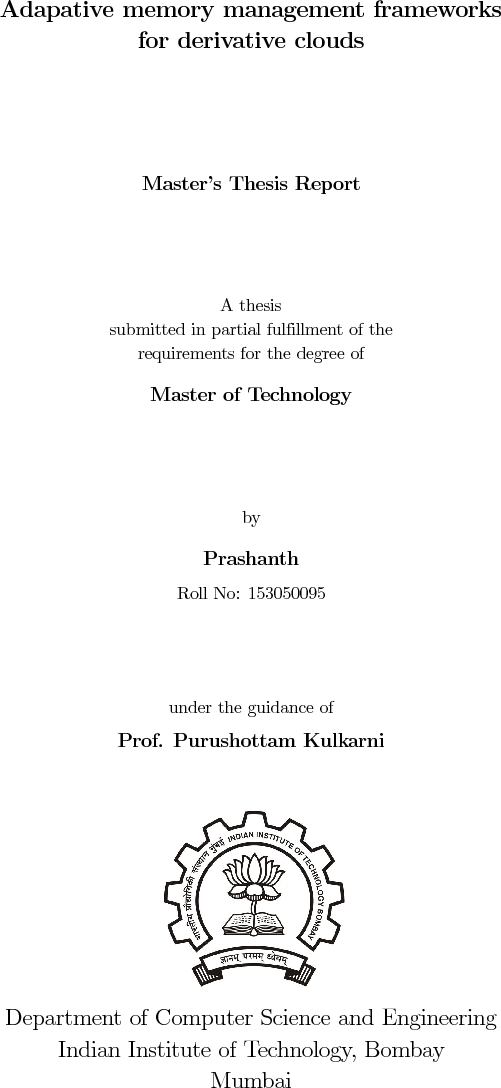 Adapative memory management frameworks
for derivative clouds
Master's Thesis Report
A thesis
submitted in partial fulfillment of the
requirements for the degree of
Master of Technology
by
Prashanth
Roll No: 153050095
under the guidance of
Prof. Purushottam Kulkarni
भारतीय प्रौद्योगिकी संस्थान मुंबई
INDIAN INSTITUTE OF TECHNOLOGY BOMBAY
ज्ञानम् परमम् ध्येयम्
Department of Computer Science and Engineering
Indian Institute of Technology, Bombay
Mumbai